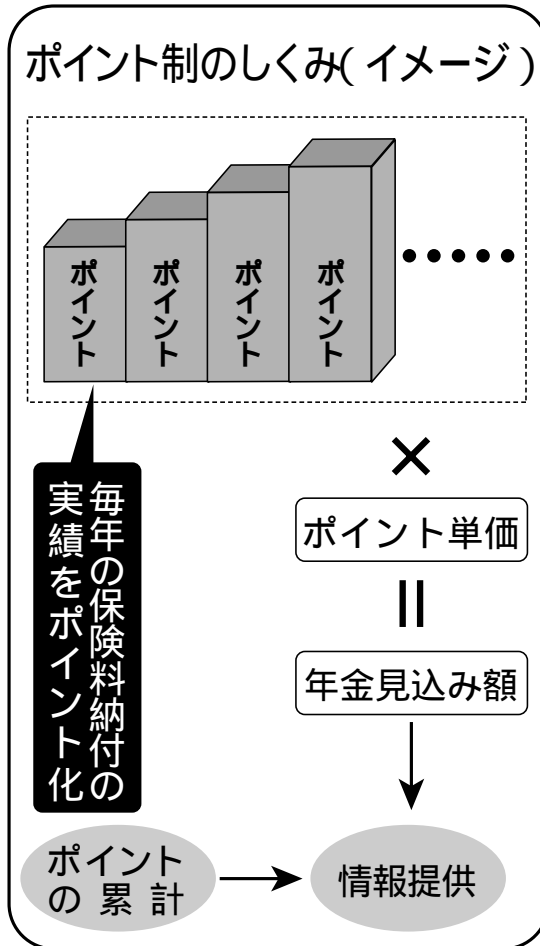 ポイント制のしくみ(イメージ)
ポイント
ポイント
ポイント
ポイント
•••••
×
ポイント単価
||
年金見込み額
毎年の保険料納付の
実績をポイント化
ポイント
の累計
情報提供